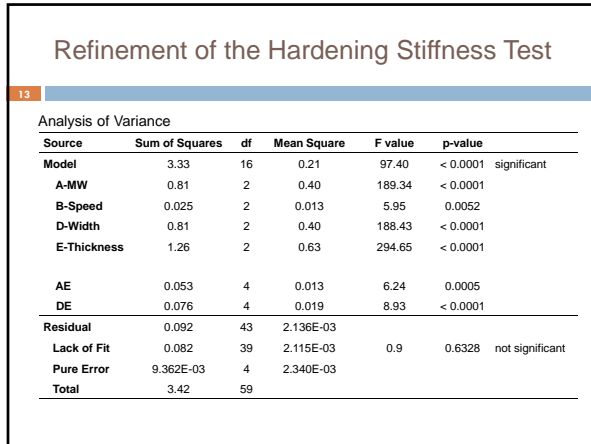 Refinement of the Hardening Stiffness Test
13
Analysis of Variance
Source Sum of Squares df Mean Square F value p-value
Model 3.33 16 0.21 97.40 < 0.0001 significant
A-MW 0.81 2 0.40 189.34 < 0.0001
B-Speed 0.025 2 0.013 5.95 0.0052
D-Width 0.81 2 0.40 188.43 < 0.0001
E-Thickness 1.26 2 0.63 294.65 < 0.0001
AE 0.053 4 0.013 6.24 0.0005
DE 0.076 4 0.019 8.93 < 0.0001
Residual 0.092 43 2.136E-03
Lack of Fit 0.082 39 2.115E-03 0.9 0.6328 not significant
Pure Error 9.362E-03 4 2.340E-03
Total 3.42 59